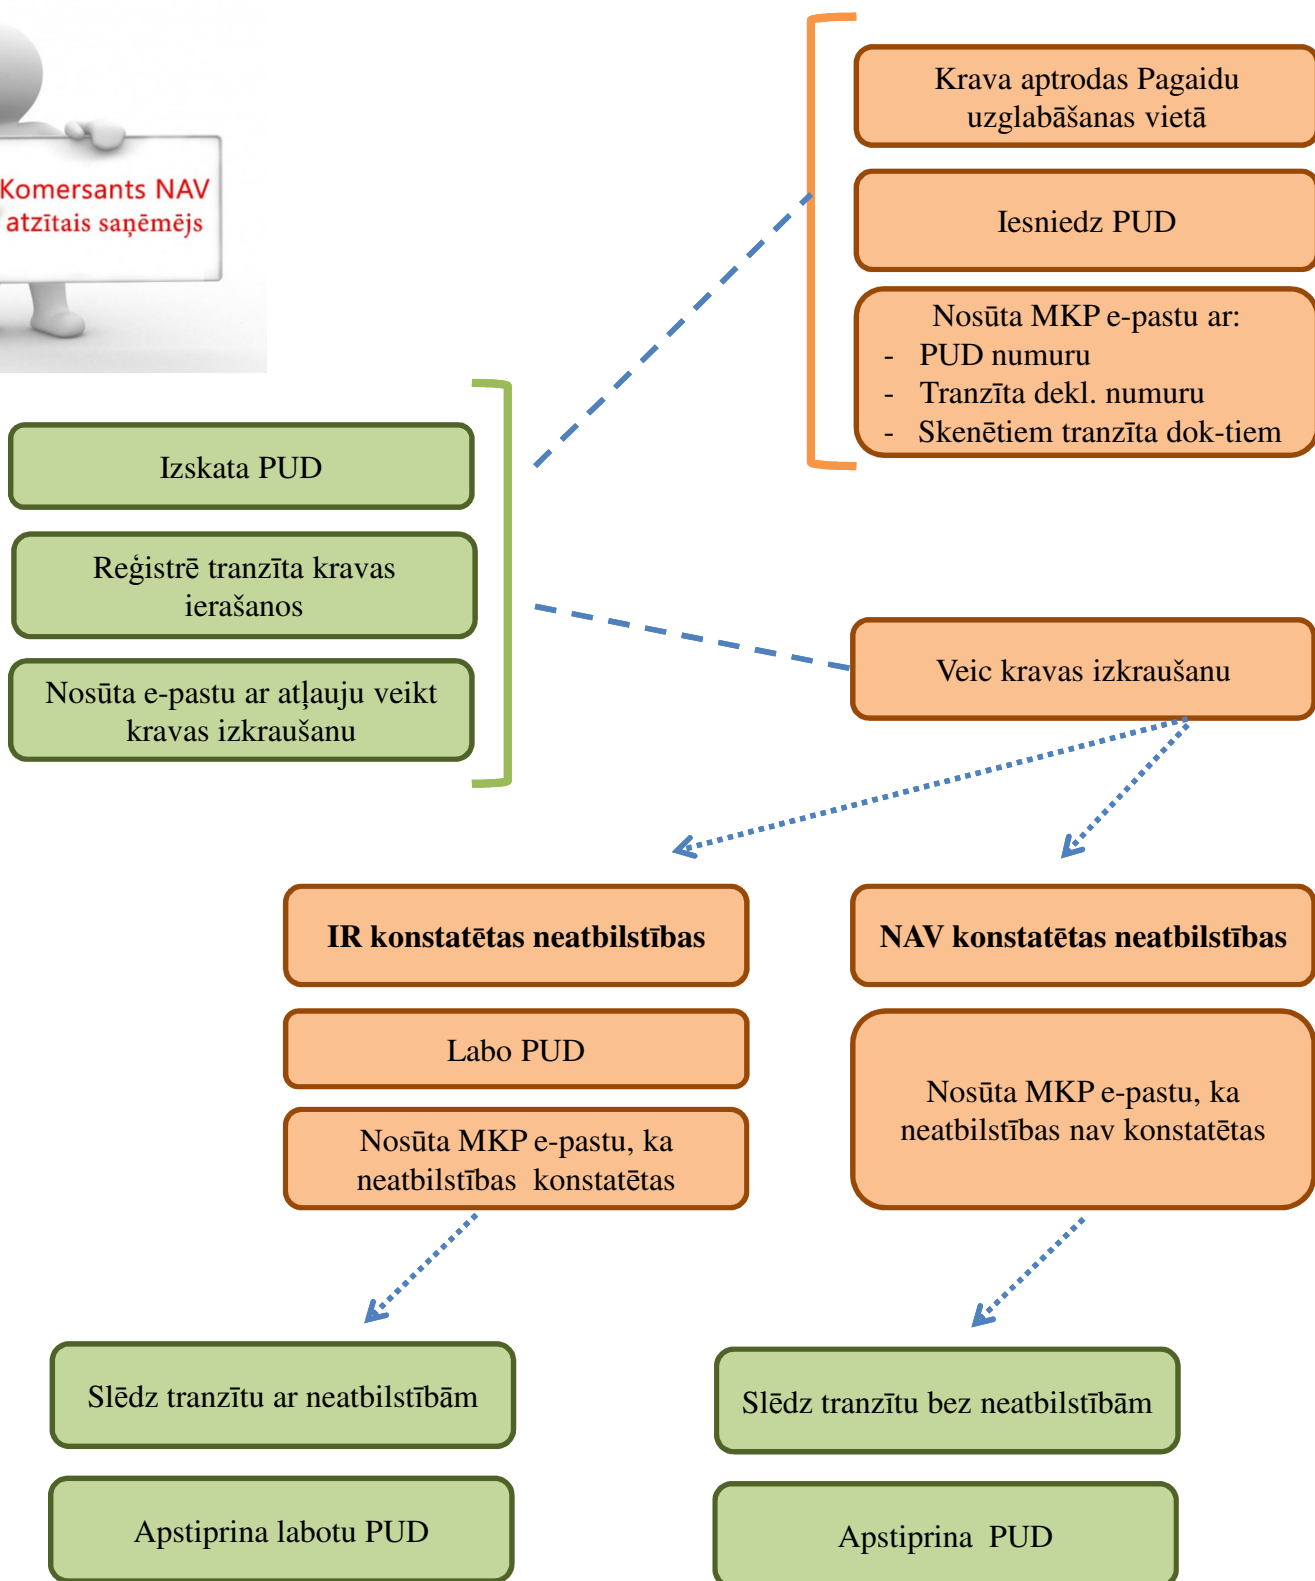 Komersants NAV
atzītais saņēmējs
Krava aptrodas Pagaidu
uzglabāšanas vietā
Iesniedz PUD
Nosūta MKP e-pastu ar:
- PUD numuru
- Tranzīta dekl. numuru
- Skenētiem tranzīta dok-tiem
Izskata PUD
Reģistrē tranzīta kravas
ierašanos
Nosūta e-pastu ar atļauju veikt
kravas izkraušanu
Veic kravas izkraušanu
IR konstatētas neatbilstības
Labo PUD
Nosūta MKP e-pastu, ka
neatbilstības konstatētas
NAV konstatētas neatbilstības
Nosūta MKP e-pastu, ka
neatbilstības nav konstatētas
Slēdz tranzītu ar neatbilstībām
Apstiprina labotu PUD
Slēdz tranzītu bez neatbilstībām
Apstiprina PUD